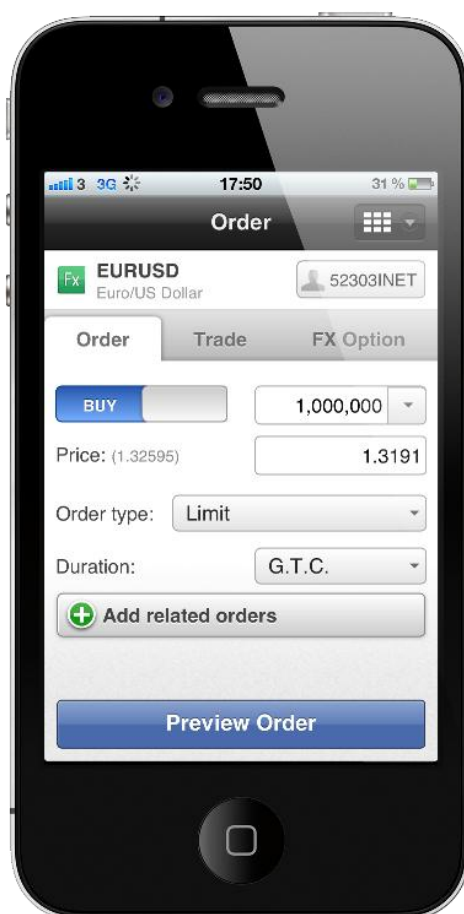 3 3G 17:50 31 %
Order
Fx EURUSD 52303INET
Euro/US Dollar
Order Trade FX Option
BUY 1,000,000
Price: (1.32595) 1.3191
Order type: Limit
Duration: G.T.C.
Add related orders
Preview Order